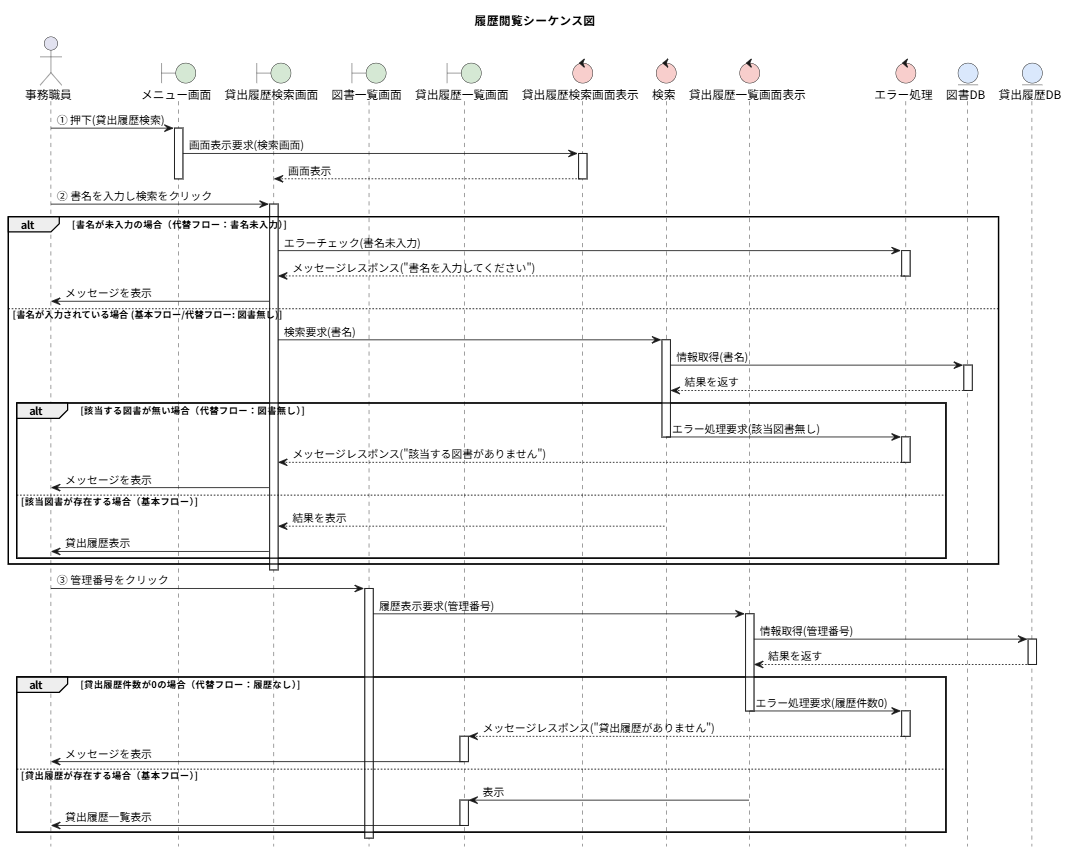 履歴閲覧シーケンス図
事務職員
メニュー画面
貸出履歴検索画面
図書一覧画面
貸出履歴一覧画面
貸出履歴検索画面表示
検索
貸出履歴一覧画面表示
エラー処理
図書DB
貸出履歴DB
① 押下(貸出履歴検索)
画面表示要求(検索画面)
画面表示
② 書名を入力し検索をクリック
alt [書名が未入力の場合（代替フロー：書名未入力）]
エラーチェック(書名未入力)
メッセージレスポンス("書名を入力してください")
メッセージを表示
[書名が入力されている場合 (基本フロー/代替フロー: 図書無し)]
検索要求(書名)
情報取得(書名)
結果を返す
alt [該当する図書が無い場合（代替フロー：図書無し）]
エラー処理要求(該当図書無し)
メッセージレスポンス("該当する図書がありません")
メッセージを表示
[該当図書が存在する場合（基本フロー）]
結果を表示
貸出履歴表示
③ 管理番号をクリック
履歴表示要求(管理番号)
情報取得(管理番号)
結果を返す
alt [貸出履歴件数が0の場合（代替フロー：履歴なし）]
エラー処理要求(履歴件数0)
メッセージレスポンス("貸出履歴がありません")
メッセージを表示
[貸出履歴が存在する場合（基本フロー）]
表示
貸出履歴一覧表示